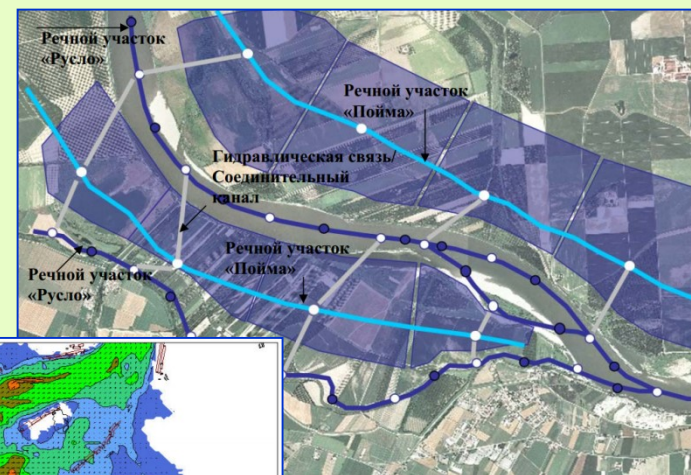 Речной участок
«Русло»
Речной участок
«Пойма»
Гидравлическая связь/
Соединительный
канал
Речной участок
«Пойма»
Речной участок
«Русло»